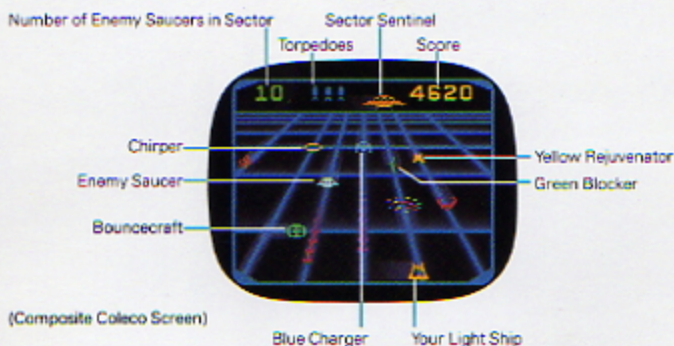 Number of Enemy Saucers in Sector
Sector Sentinel
Torpedoes
Score
10
4620
Chirper
Yellow Rejuvenator
Enemy Saucer
Green Blocker
Bouncecraft
(Composite Coleco Screen)
Blue Charger
Your Light Ship